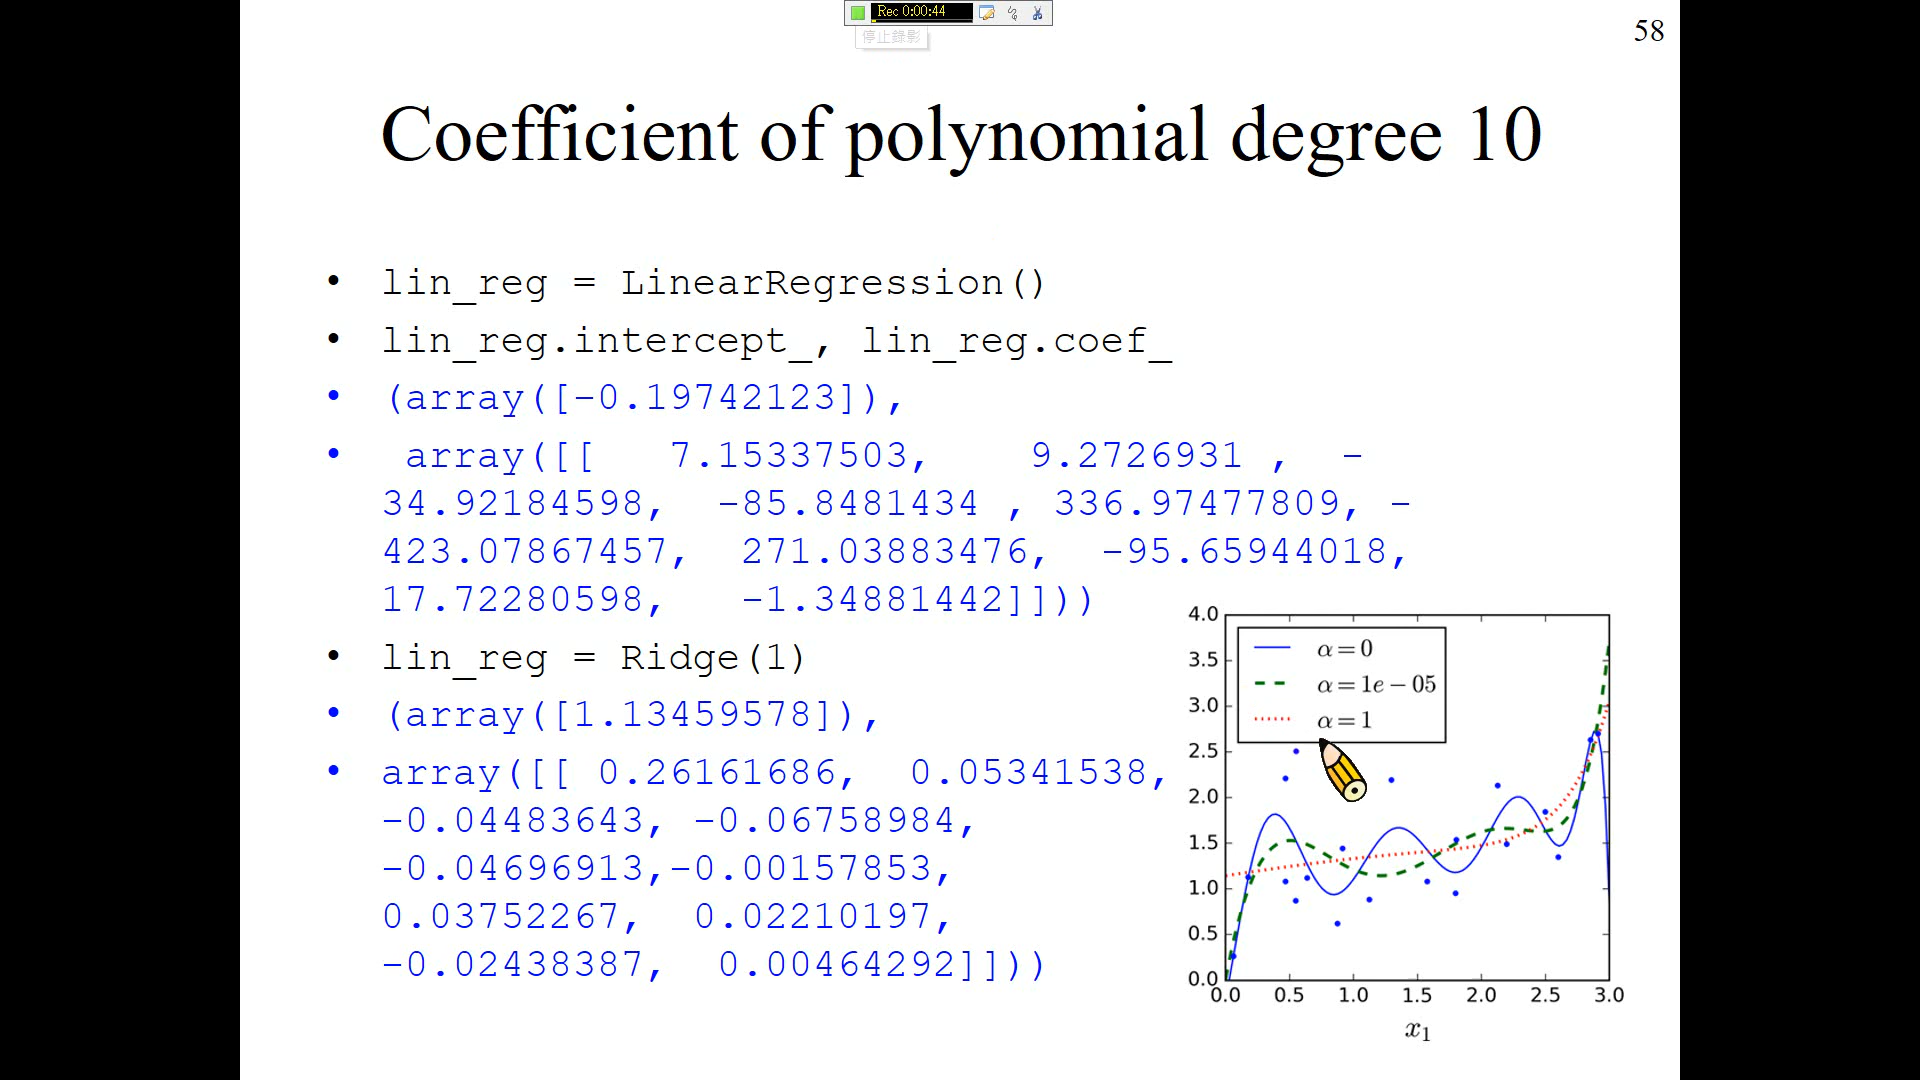 Rec 0:00:44
停止錄影
58
Coefficient of polynomial degree 10
• lin_reg = LinearRegression()
• lin_reg.intercept_, lin_reg.coef_
• (array([-0.19742123]),
• array([[ 7.15337503, 9.2726931 , -
34.92184598, -85.8481434 , 336.97477809, -
423.07867457, 271.03883476, -95.65944018,
17.72280598, -1.34881442]]))
• lin_reg = Ridge(1)
• (array([1.13459578]),
• array([[ 0.26161686, 0.05341538,
-0.04483643, -0.06758984,
-0.04696913,-0.00157853,
0.03752267, 0.02210197,
-0.02438387, 0.00464292]]))
4.0
3.5
3.0
2.5
2.0
1.5
1.0
0.5
0.0
α = 0
α = 1e − 05
α = 1
0.0 0.5 1.0 1.5 2.0 2.5 3.0
x₁